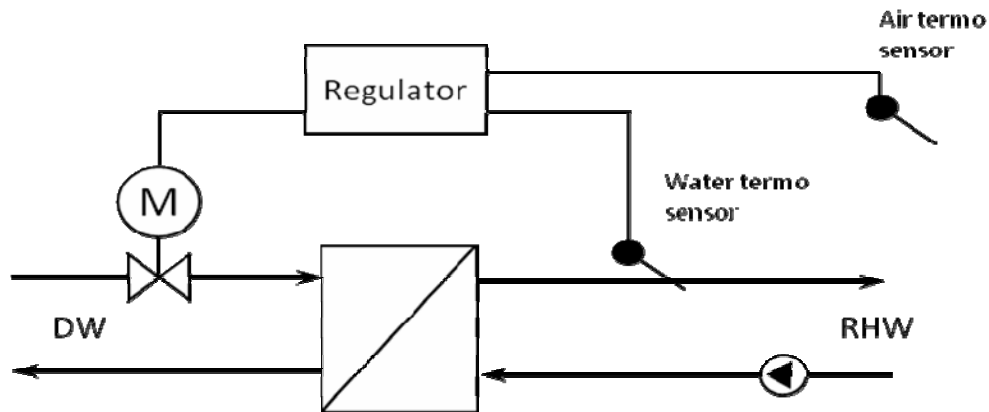 Air termo
sensor
Regulator
M
Water termo
sensor
DW
RHW